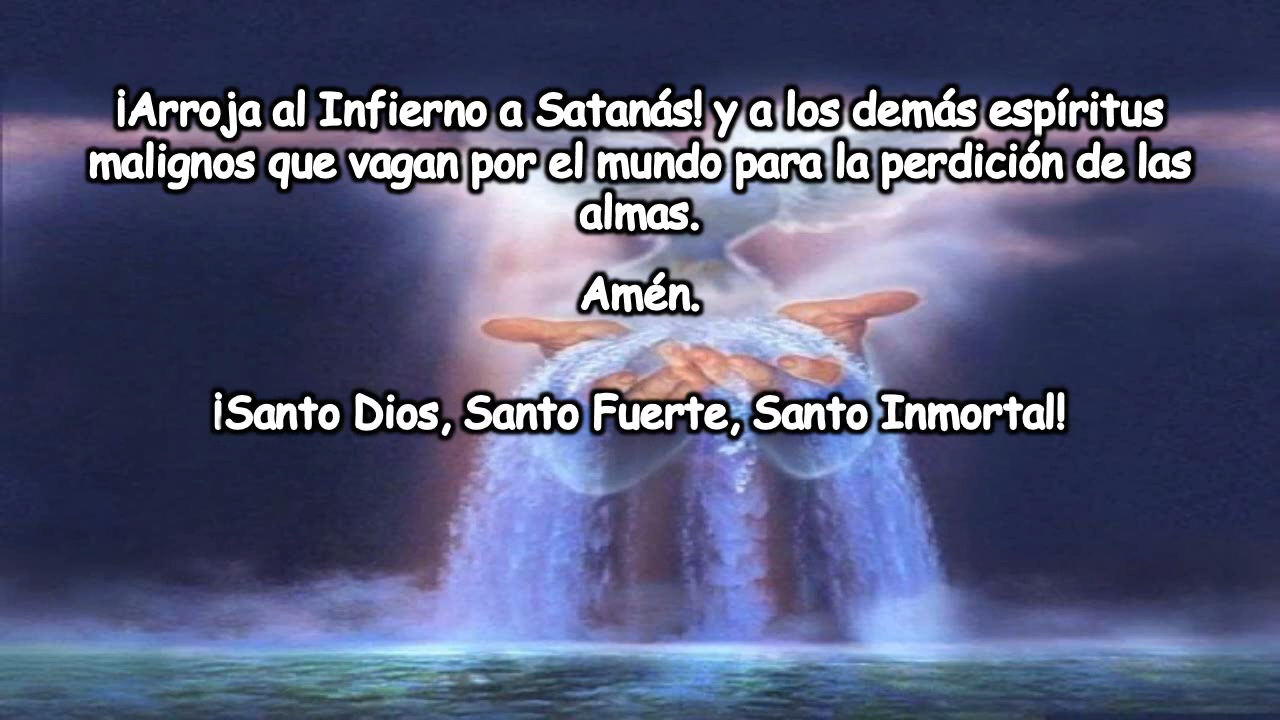 ¡Arroja al Infierno a Satanás! y a los demás espíritus
malignos que vagan por el mundo para la perdición de las
almas.
Amén.
¡Santo Dios, Santo Fuerte, Santo Inmortal!